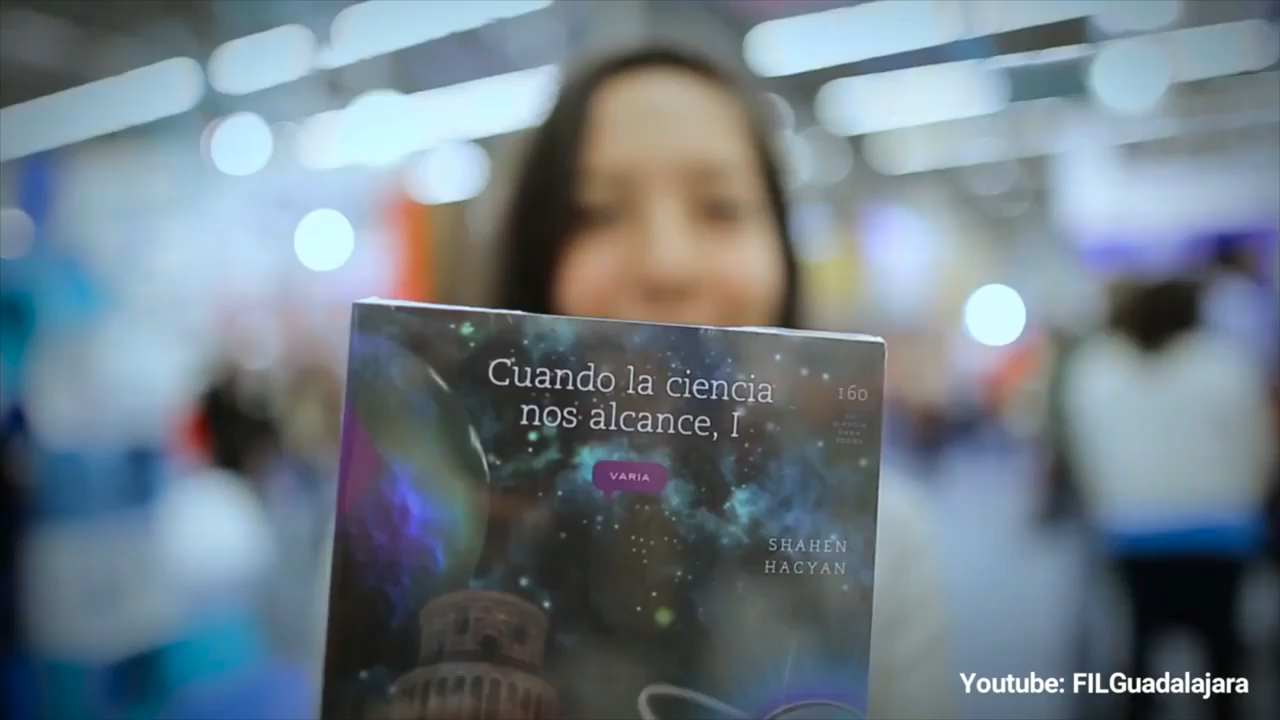 Cuando la ciencia
nos alcance, I
160
VARIA
SHAHEN
HACYAN
Youtube: FILGuadalajara